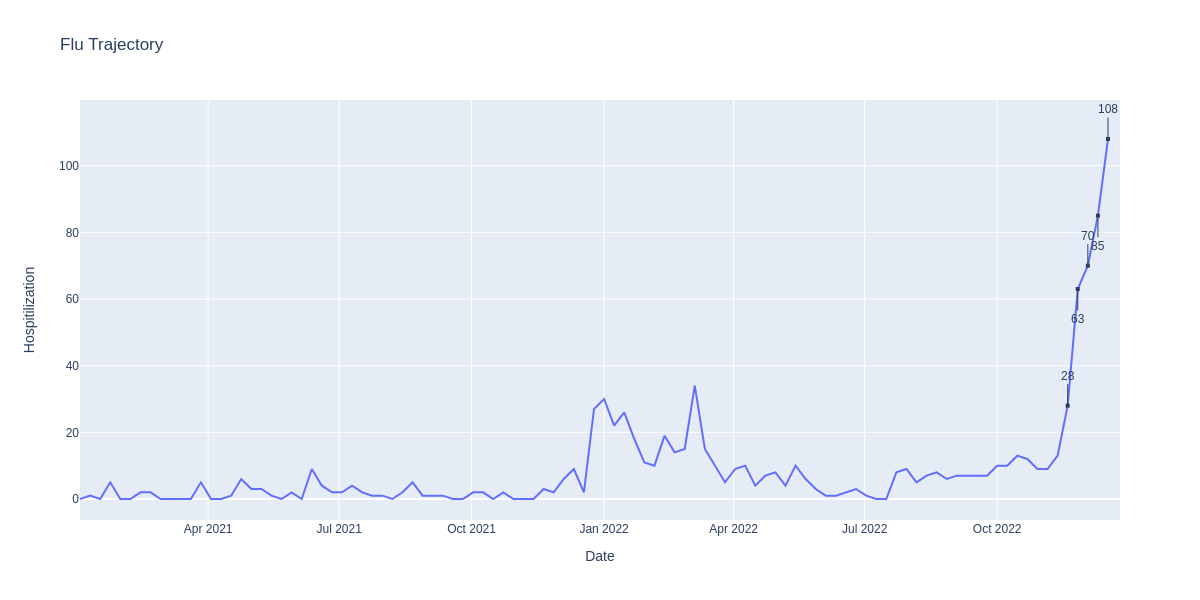 Flu Trajectory
Hospitilization
100
80
60
40
20
0
108
70
85
63
28
Apr 2021
Jul 2021
Oct 2021
Jan 2022
Apr 2022
Jul 2022
Oct 2022
Date